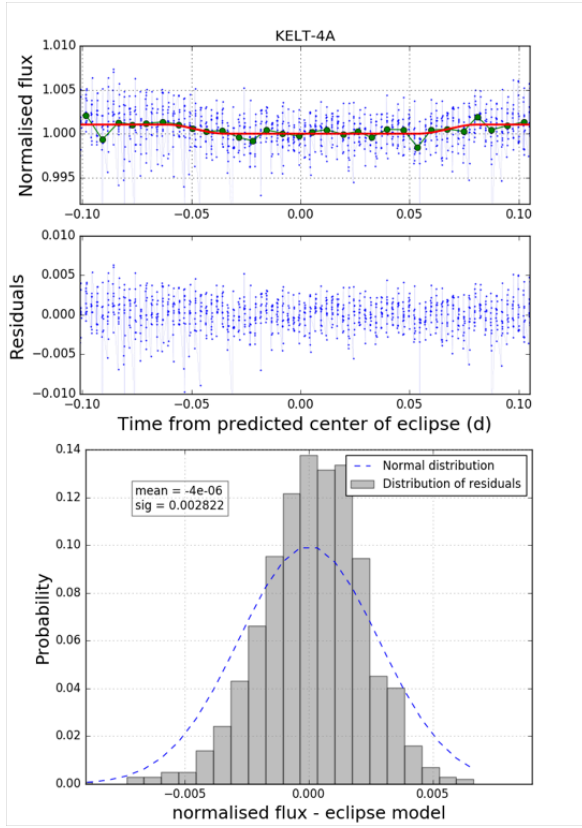 KELT-4A
1.010
1.005
1.000
0.995
Normalised flux
−0.10 −0.05 0.00 0.05 0.10
0.010
0.005
0.000
−0.005
−0.010
Residuals
−0.10 −0.05 0.00 0.05 0.10
Time from predicted center of eclipse (d)
0.14
0.12
0.10
0.08
0.06
0.04
0.02
0.00
Probability
mean = -4e-06
sig = 0.002822
Normal distribution
Distribution of residuals
−0.005 0.000 0.005
normalised flux - eclipse model